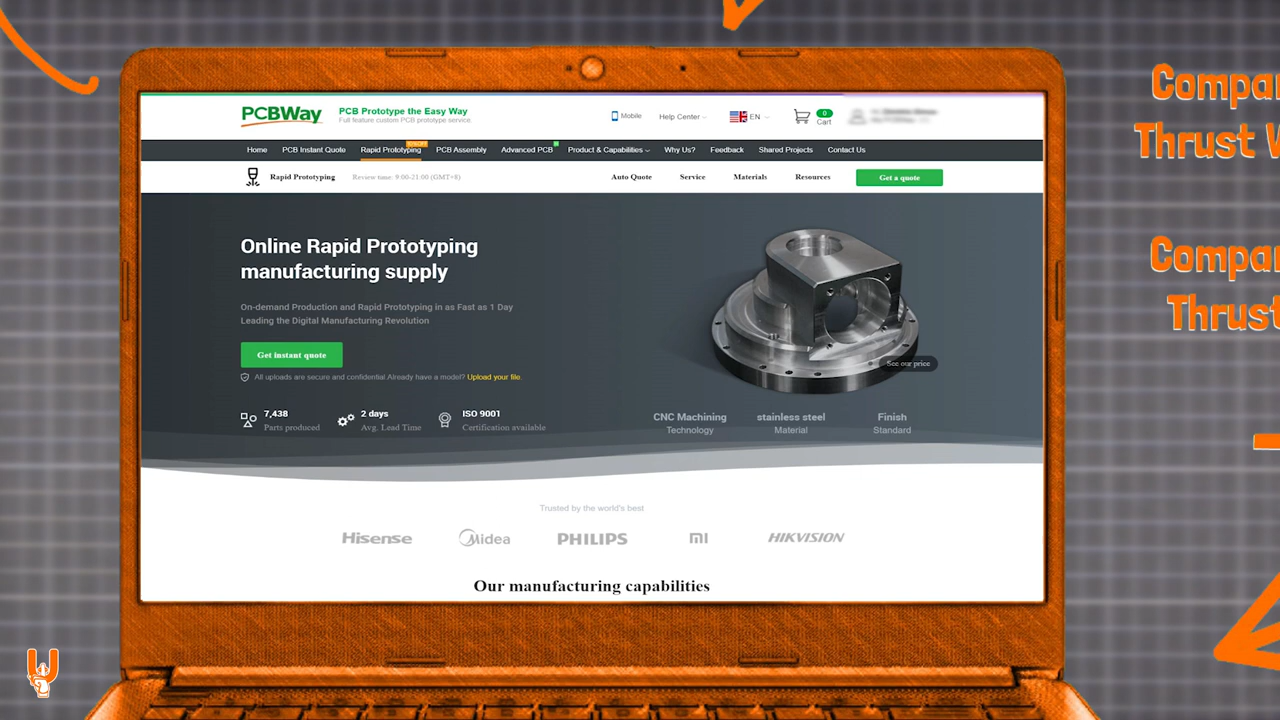 PCBWay
PCB Prototype the Easy Way
Full feature custom PCB prototype service.
Mobile
Help Center
EN
0
Cart
Home
PCB Instant Quote
Rapid Prototyping
PCB Assembly
Advanced PCB
Product & Capabilities
Why Us?
Feedback
Shared Projects
Contact Us
Rapid Prototyping
Review time: 9:00-21:00 (GMT+8)
Auto Quote
Service
Materials
Resources
Get a quote
Online Rapid Prototyping
manufacturing supply
On-demand Production and Rapid Prototyping in as Fast as 1 Day
Leading the Digital Manufacturing Revolution
Get instant quote
All uploads are secure and confidential Already have a model? Upload your file.
7,438
Parts produced
2 days
Avg. Lead Time
ISO 9001
Certification available
See our price
CNC Machining
Technology
stainless steel
Material
Finish
Standard
Trusted by the world's best
Hisense
Midea
PHILIPS
mi
HIKVISION
Our manufacturing capabilities
Compar
Thrust
Compar
Thrust